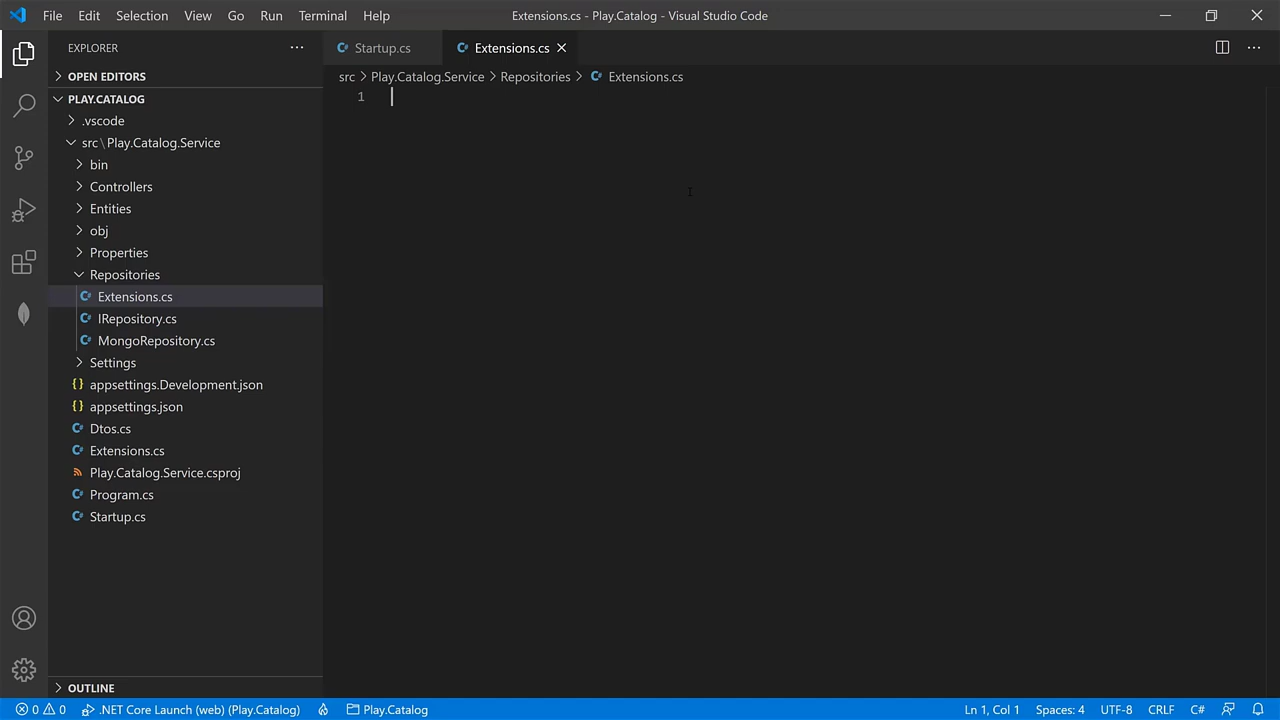 File Edit Selection View Go Run Terminal Help Extensions.cs - Play.Catalog - Visual Studio Code
EXPLORER
Startup.cs Extensions.cs
OPEN EDITORS
src > Play.Catalog.Service > Repositories > Extensions.cs
PLAY.CATALOG
1
.vscode
src\Play.Catalog.Service
bin
Controllers
Entities
obj
Properties
Repositories
Extensions.cs
IRepository.cs
MongoRepository.cs
Settings
{} appsettings.Development.json
{} appsettings.json
Dtos.cs
Extensions.cs
Play.Catalog.Service.csproj
Program.cs
Startup.cs
OUTLINE
0 0 .NET Core Launch (web) (Play.Catalog) Play.Catalog Ln 1, Col 1 Spaces: 4 UTF-8 CRLF C#